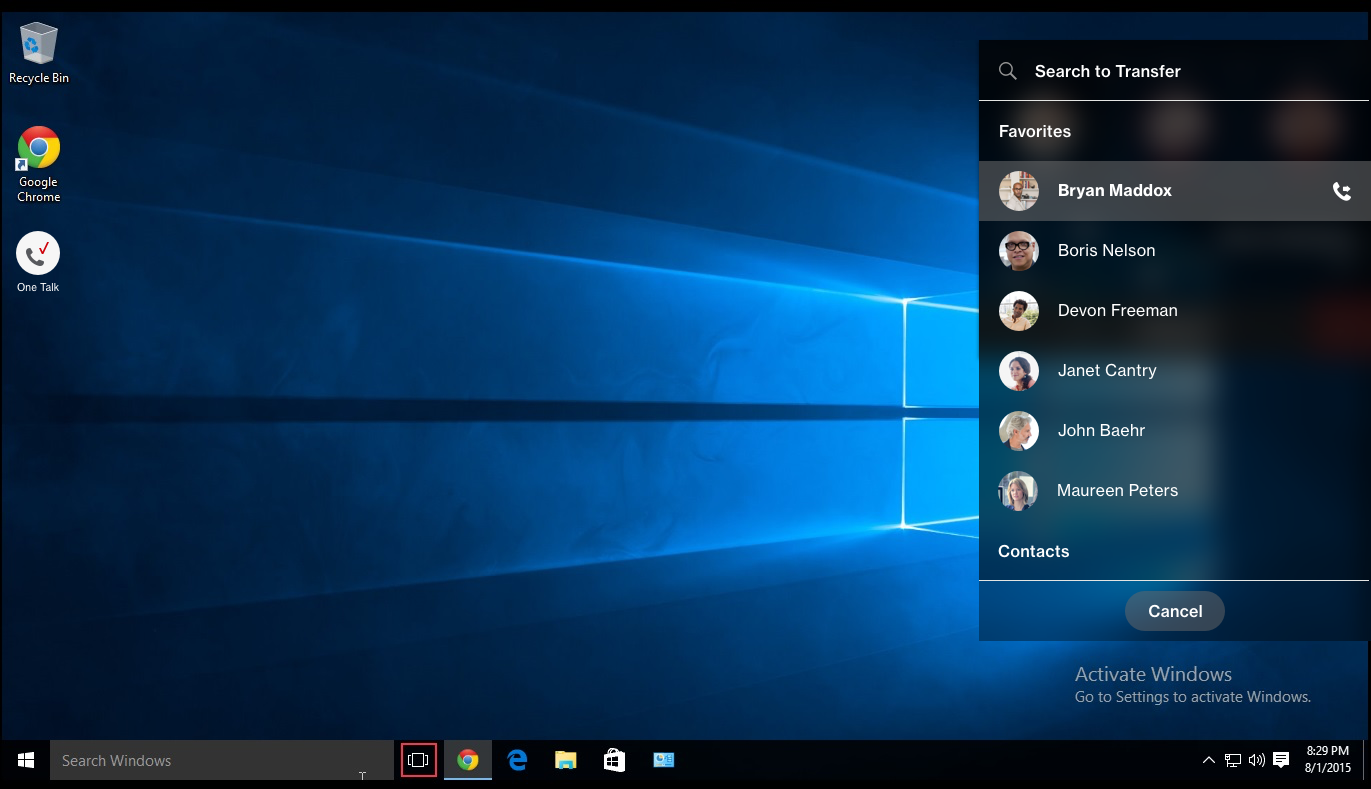 Recycle Bin
Google
Chrome
One Talk
Search to Transfer
Favorites
Bryan Maddox
Boris Nelson
Devon Freeman
Janet Cantry
John Baehr
Maureen Peters
Contacts
Cancel
Activate Windows
Go to Settings to activate Windows.
Search Windows
8:29 PM
8/1/2015